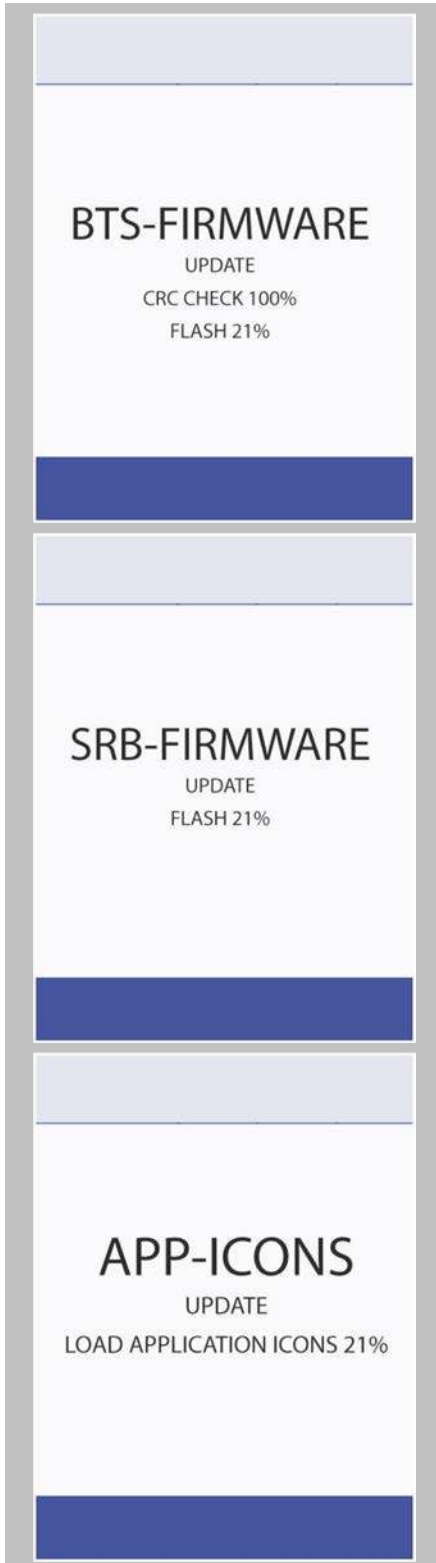 BTS-FIRMWARE
UPDATE
CRC CHECK 100%
FLASH 21%
SRB-FIRMWARE
UPDATE
FLASH 21%
APP-ICONS
UPDATE
LOAD APPLICATION ICONS 21%